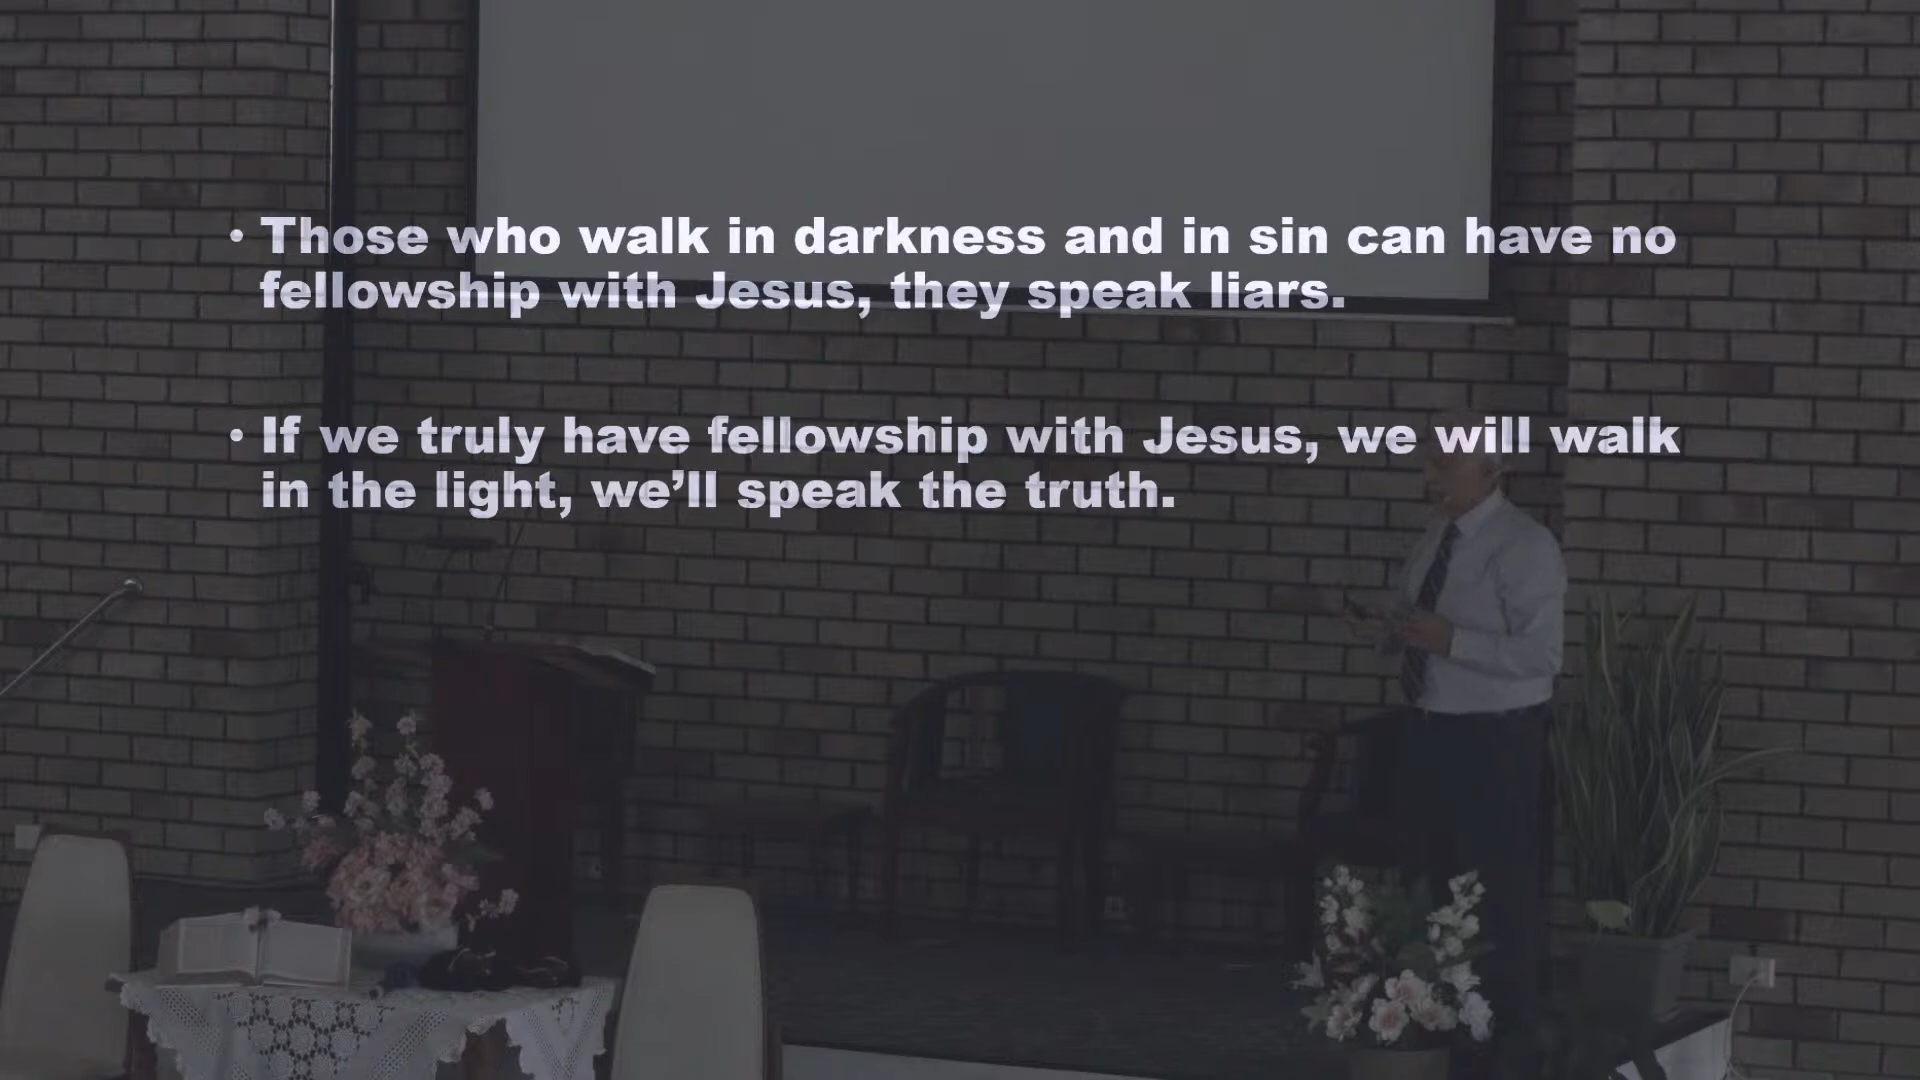 • Those who walk in darkness and in sin can have no
fellowship with Jesus, they speak liars.
• If we truly have fellowship with Jesus, we will walk
in the light, we’ll speak the truth.